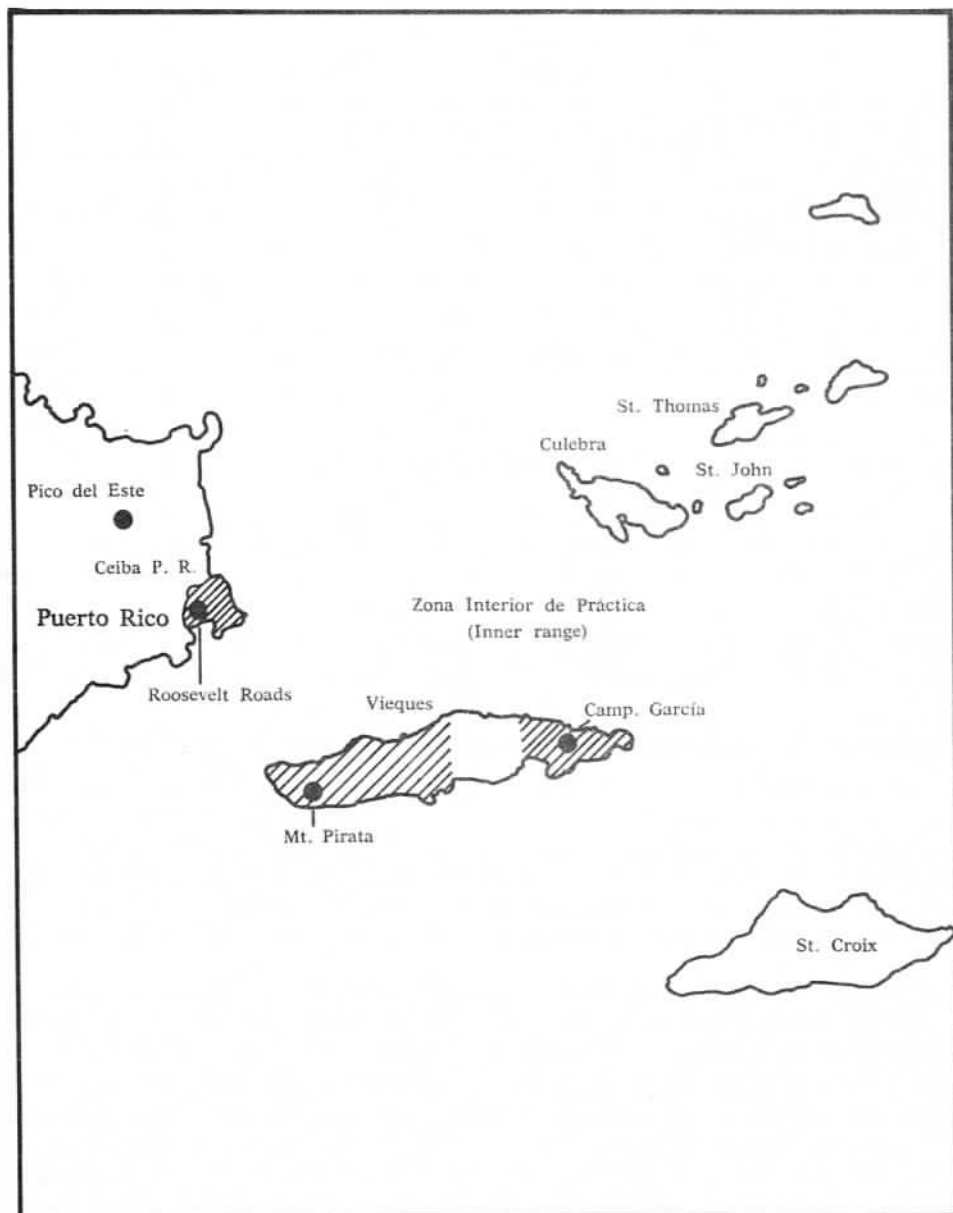 St. Thomas
Culebra
St. John
Pico del Este
Ceiba P. R.
Zona Interior de Práctica
(Inner range)
Puerto Rico
Roosevelt Roads
Vieques
Camp. García
Mt. Pirata
St. Croix